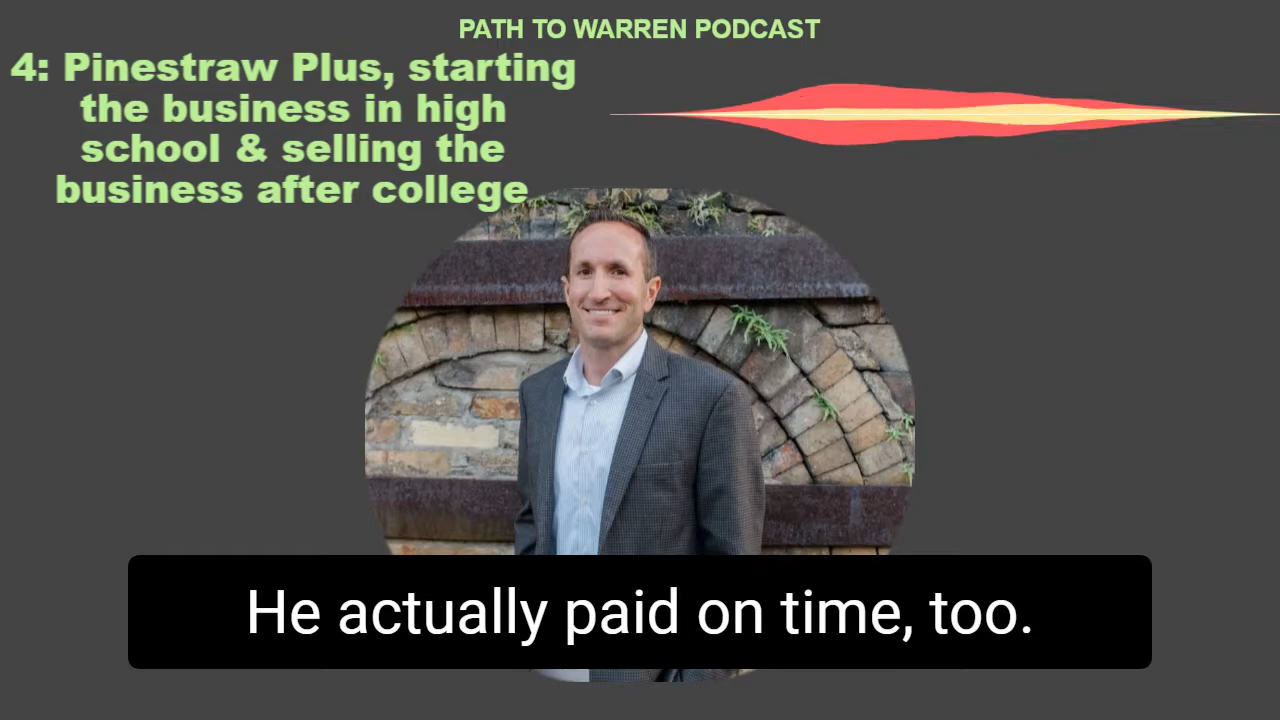 PATH TO WARREN PODCAST
4: Pinestraw Plus, starting
the business in high
school & selling the
business after college
He actually paid on time, too.